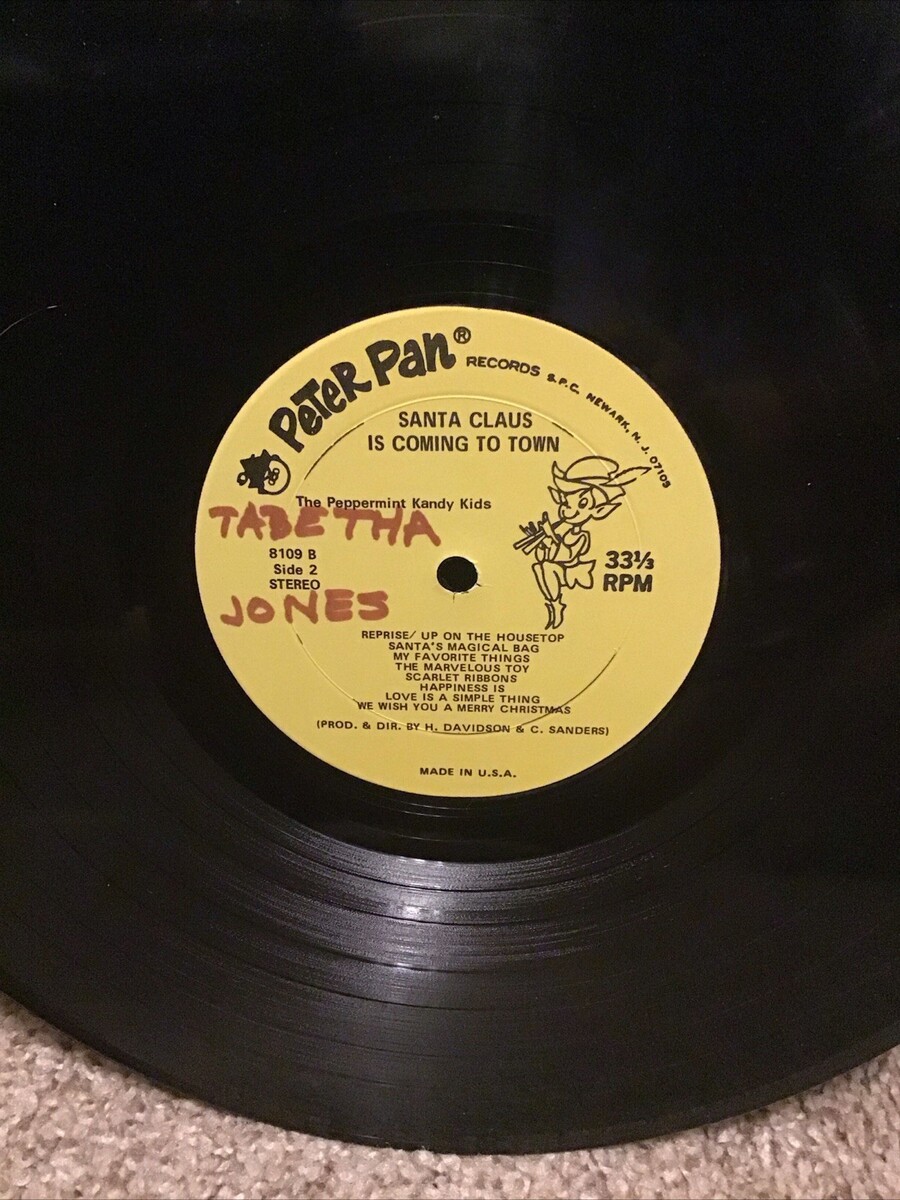 PETER PAN® RECORDS S.P.C. NEWARK, N. J. 07105
SANTA CLAUS
IS COMING TO TOWN
The Peppermint Kandy Kids
TABETHA
8109 B
Side 2
STEREO
33⅓
RPM
JONES
REPRISE/ UP ON THE HOUSETOP
SANTA'S MAGICAL BAG
MY FAVORITE THINGS
THE MARVELOUS TOY
SCARLET RIBBONS
HAPPINESS IS
LOVE IS A SIMPLE THING
WE WISH YOU A MERRY CHRISTMAS
(PROD. & DIR. BY H. DAVIDSON & C. SANDERS)
MADE IN U.S.A.